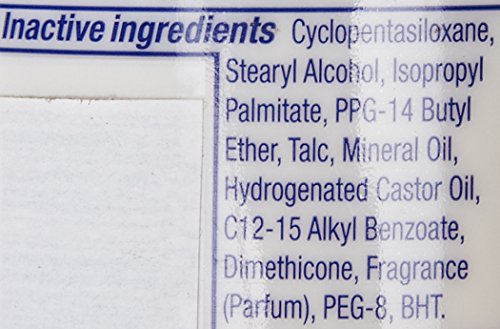 Inactive ingredients Cyclopentasiloxane,
Stearyl Alcohol, Isopropyl
Palmitate, PPG-14 Butyl
Ether, Talc, Mineral Oil,
Hydrogenated Castor Oil,
C12-15 Alkyl Benzoate,
Dimethicone, Fragrance
(Parfum), PEG-8, BHT.